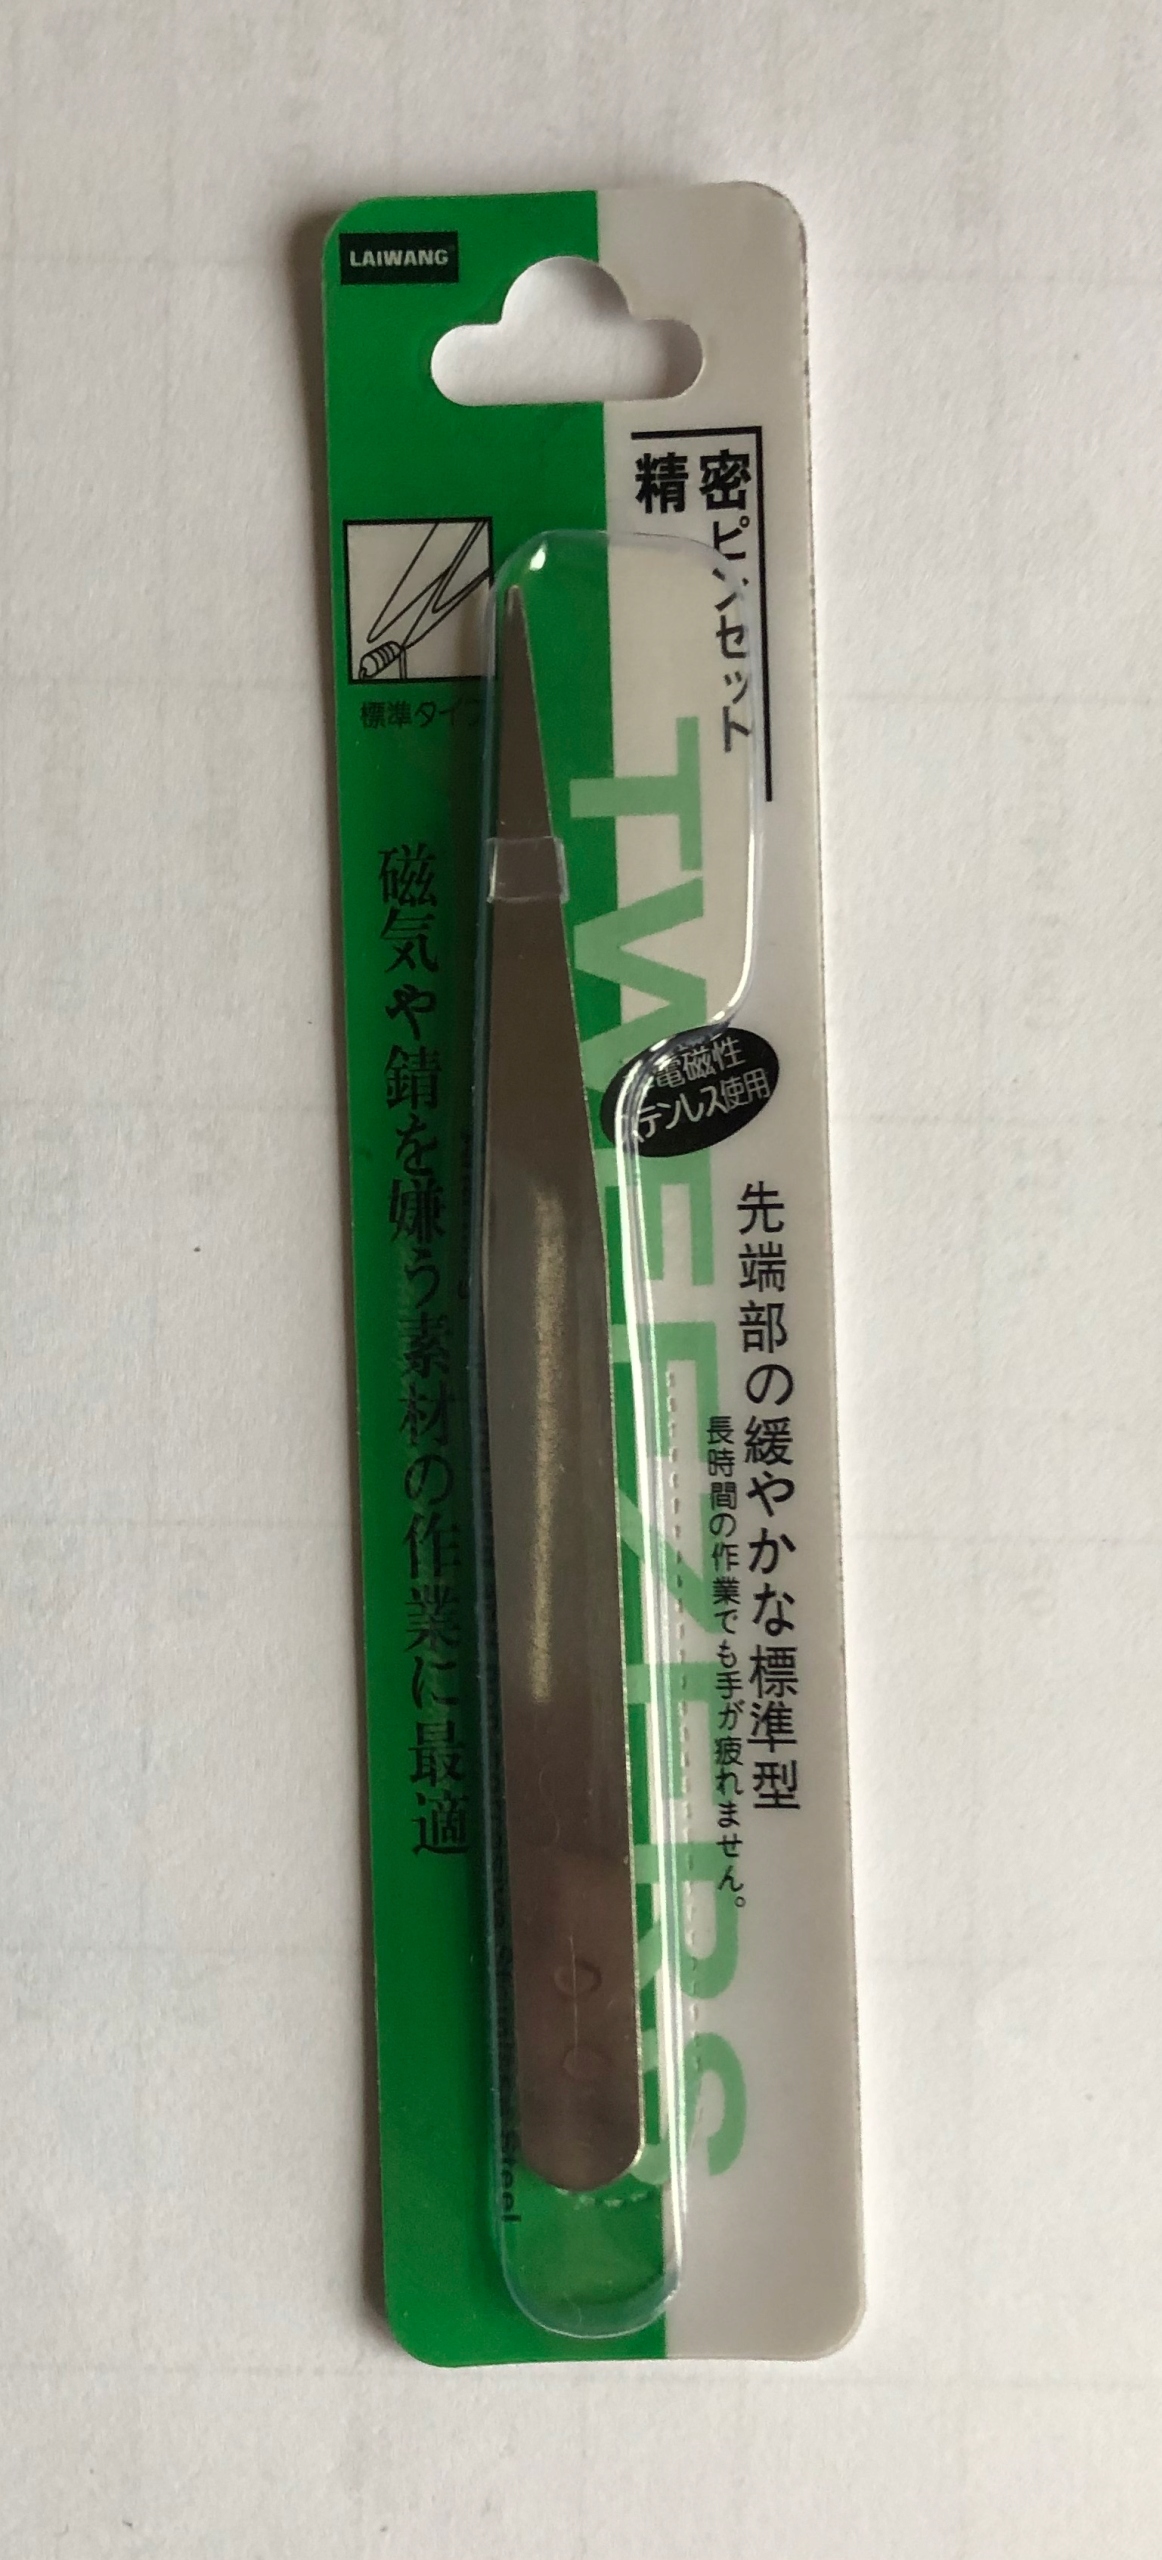 LAIWANG
精密ピンセット
標準タイプ
TWEEZERS
電磁性
テンレス使用
先端部の緩やかな標準型
長時間の作業でも手が疲れません。
磁気や錆を嫌う素材の作業に最適
Steel